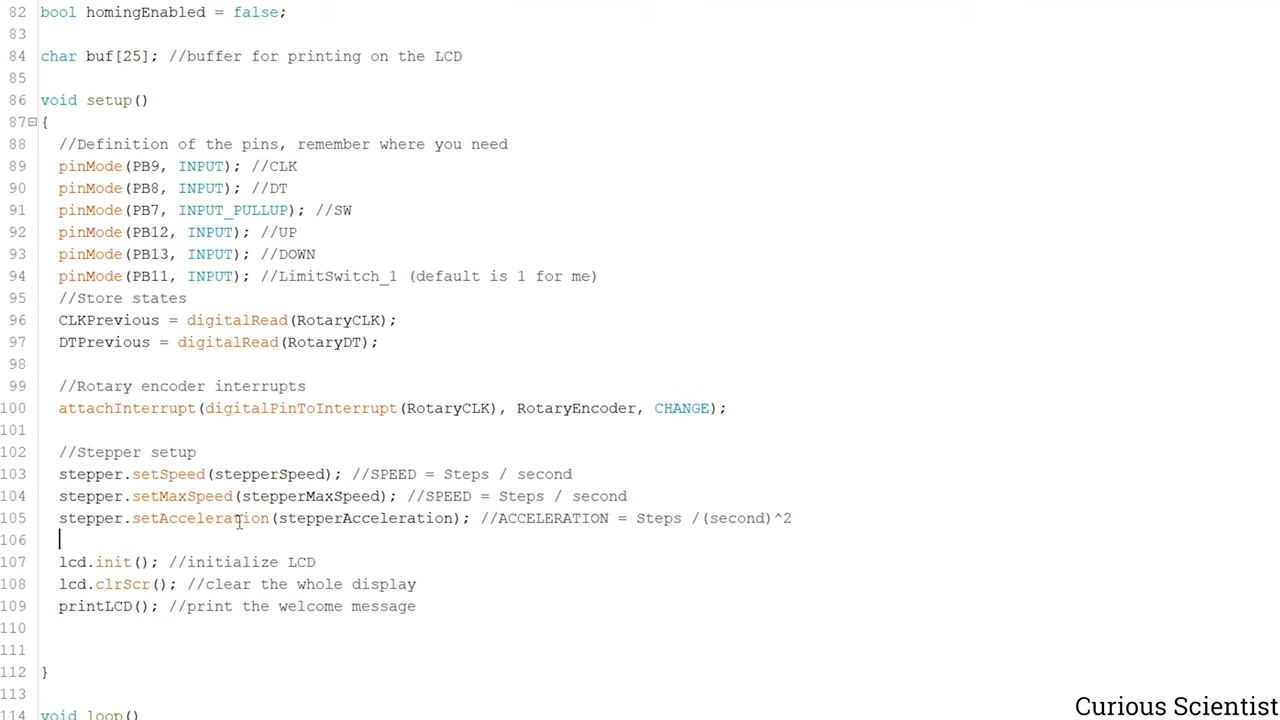 82 bool homingEnabled = false;
83
84 char buf[25]; //buffer for printing on the LCD
85
86 void setup()
87 {
88 //Definition of the pins, remember where you need
89 pinMode(PB9, INPUT); //CLK
90 pinMode(PB8, INPUT); //DT
91 pinMode(PB7, INPUT_PULLUP); //SW
92 pinMode(PB12, INPUT); //UP
93 pinMode(PB13, INPUT); //DOWN
94 pinMode(PB11, INPUT); //LimitSwitch_1 (default is 1 for me)
95 //Store states
96 CLKPrevious = digitalRead(RotaryCLK);
97 DTPrevious = digitalRead(RotaryDT);
98
99 //Rotary encoder interrupts
100 attachInterrupt(digitalPinToInterrupt(RotaryCLK), RotaryEncoder, CHANGE);
101
102 //Stepper setup
103 stepper.setSpeed(stepperSpeed); //SPEED = Steps / second
104 stepper.setMaxSpeed(stepperMaxSpeed); //SPEED = Steps / second
105 stepper.setAcceleration(stepperAcceleration); //ACCELERATION = Steps /(second)^2
106
107 lcd.init(); //initialize LCD
108 lcd.clrScr(); //clear the whole display
109 printLCD(); //print the welcome message
110
111
112 }
113
114 void loop()
Curious Scientist